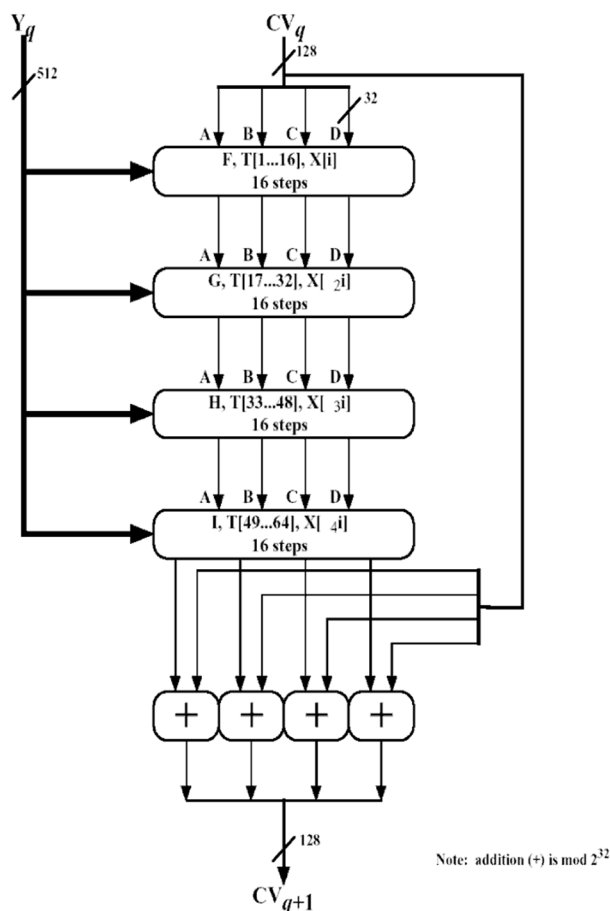 Yq CVq
128
512
32
A B C D
F, T[1...16], X[i]
16 steps
A B C D
G, T[17...32], X[ 2i]
16 steps
A B C D
H, T[33...48], X[ 3i]
16 steps
A B C D
I, T[49...64], X[ 4i]
16 steps
+ + + +
128
Note: addition (+) is mod 2^32
CVq+1